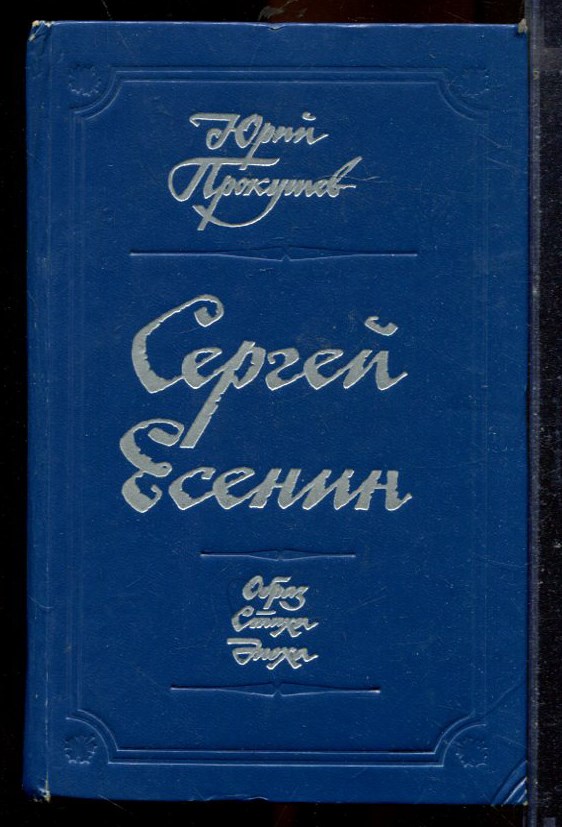 Юрий
Прокушев
Сергей
Есенин
Образ
Стихи
Эпоха